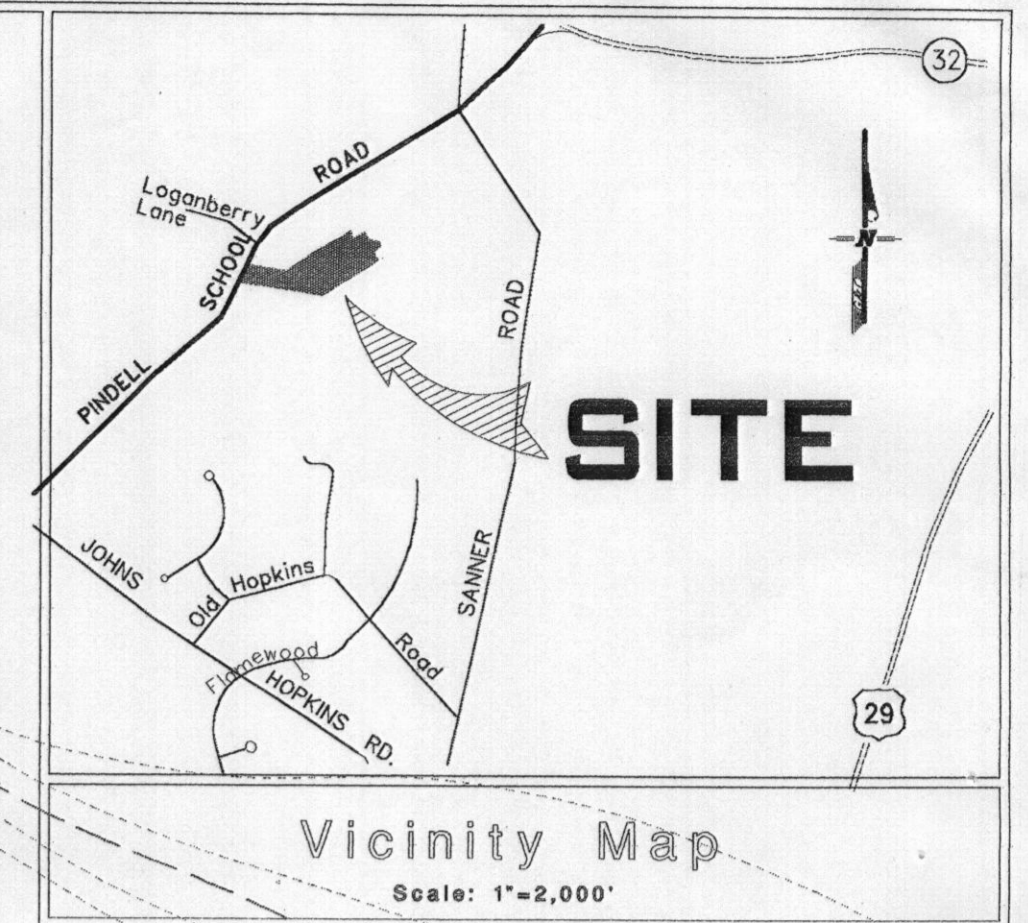 32
ROAD
Loganberry
Lane
SCHOOL
N
ROAD
PINDELL
SITE
JOHNS
Old Hopkins
SANNER
Road
Flamewood
HOPKINS
RD.
29
Vicinity Map
Scale: 1"=2,000'